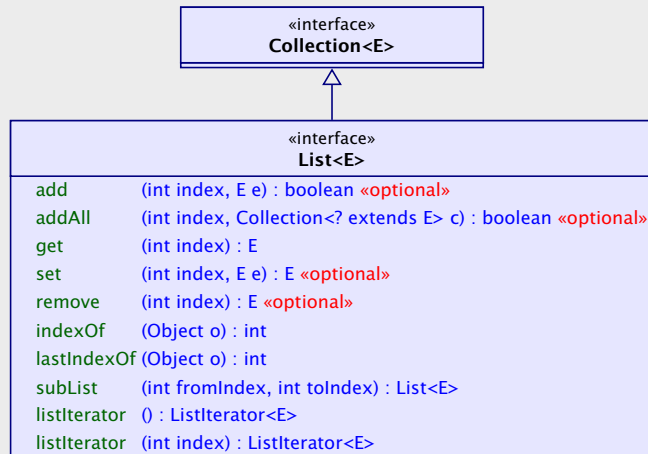 «interface»
Collection<E>
«interface»
List<E>
add (int index, E e) : boolean «optional»
addAll (int index, Collection<? extends E> c) : boolean «optional»
get (int index) : E
set (int index, E e) : E «optional»
remove (int index) : E «optional»
indexOf (Object o) : int
lastIndexOf (Object o) : int
subList (int fromIndex, int toIndex) : List<E>
listIterator () : ListIterator<E>
listIterator (int index) : ListIterator<E>